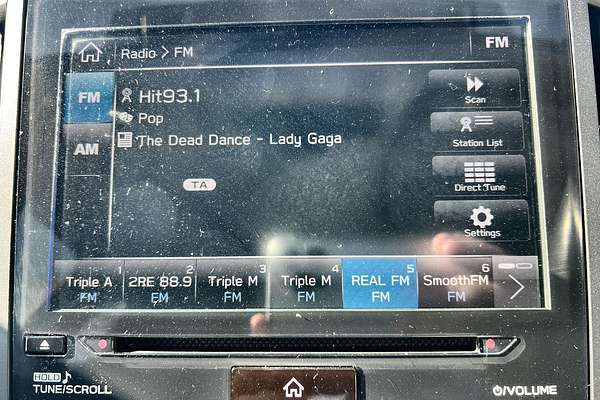 Radio > FM
FM
FM
AM
Hit93.1
Pop
The Dead Dance - Lady Gaga
TA
Scan
Station List
Direct Tune
Settings
1
Triple A
FM
2
2RE 88.9
FM
3
Triple M
FM
4
Triple M
FM
5
REAL FM
FM
6
SmoothFM
FM
HOLD
TUNE/SCROLL
/VOLUME